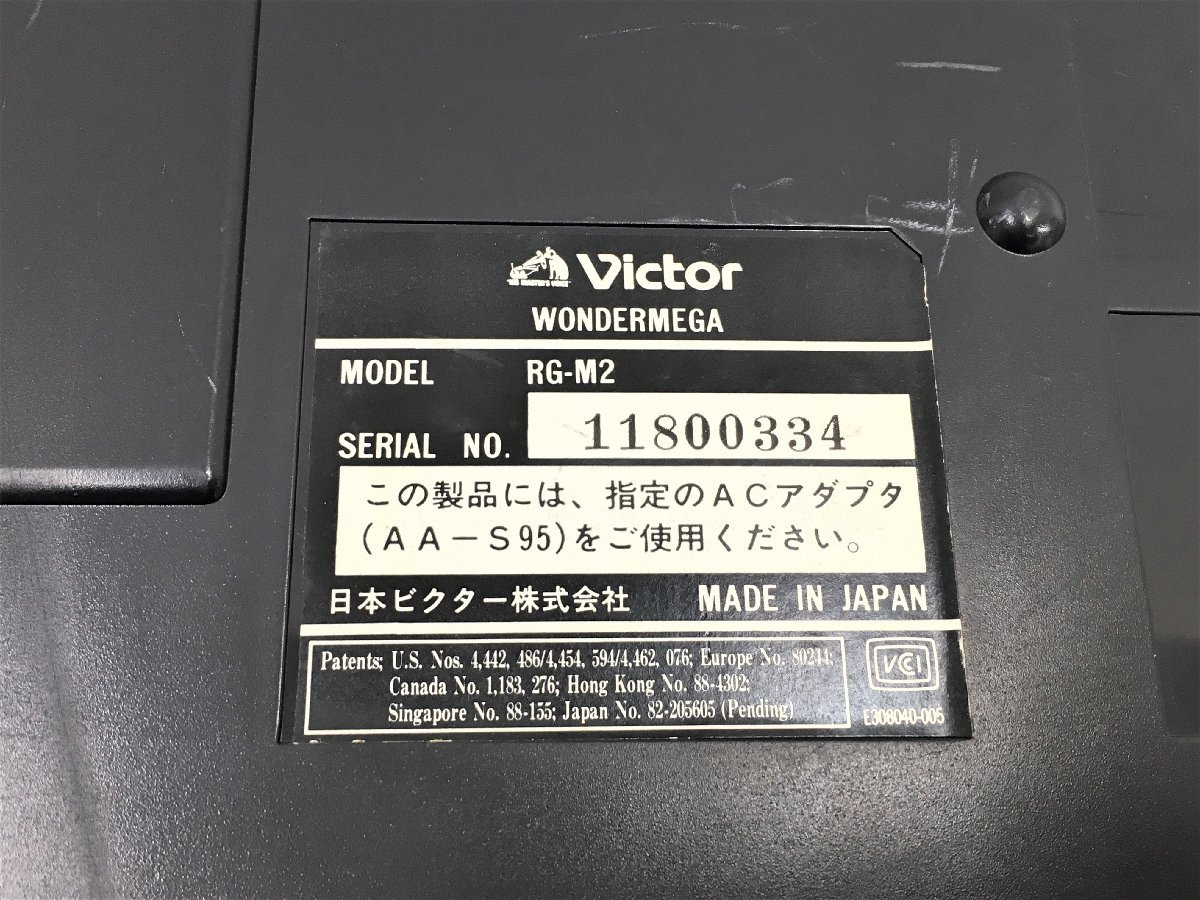 HIS MASTER'S VOICE
Victor
WONDERMEGA
MODEL RG-M2
SERIAL NO. 11800334
この製品には、指定のACアダプタ
(AA-S95)をご使用ください。
日本ビクター株式会社 MADE IN JAPAN
Patents; U.S. Nos. 4,442, 486/4,454, 594/4,462, 076; Europe No. 80244;
Canada No. 1,183, 276; Hong Kong No. 88-4302;
Singapore No. 88-155; Japan No. 82-205605 (Pending)
VCCI
E308040-005